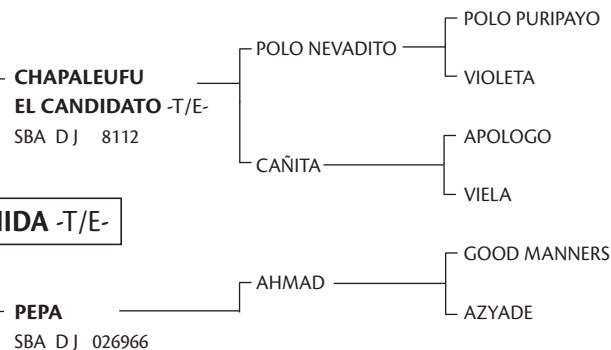 POLO PURIPAYO
POLO NEVADITO
VIOLETA
CHAPALEUFU
EL CANDIDATO -T/E-
SBA D J 8112
APOLOGO
CAÑITA
VIELA
-T/E-
GOOD MANNERS
AHMAD
AZYADE
PEPA
SBA D J 026966